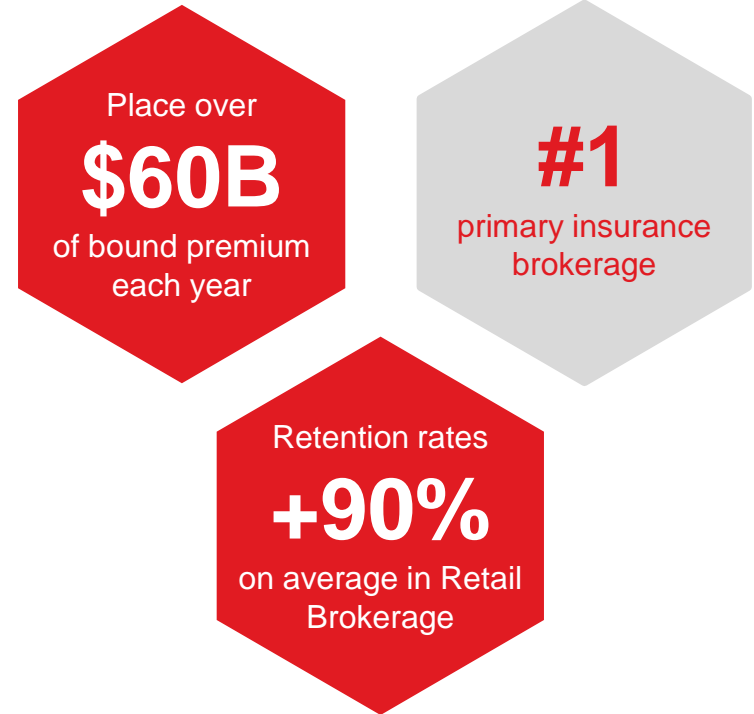 Place over
$60B
of bound premium
each year
#1
primary insurance
brokerage
Retention rates
+90%
on average in Retail
Brokerage